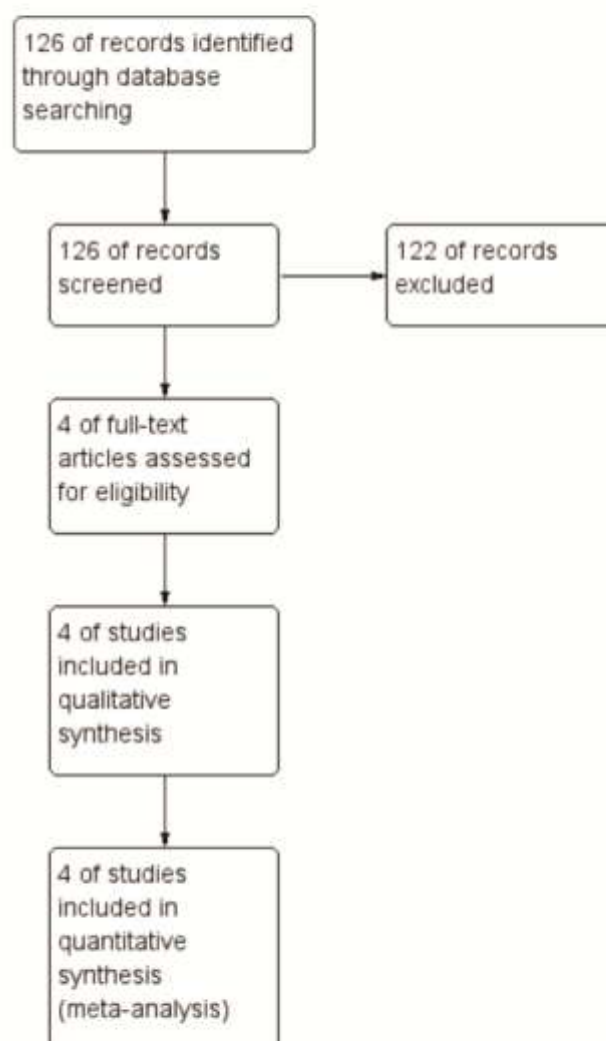 126 of records identified
through database
searching
126 of records
screened
122 of records
excluded
4 of full-text
articles assessed
for eligibility
4 of studies
included in
qualitative
synthesis
4 of studies
included in
quantitative
synthesis
(meta-analysis)